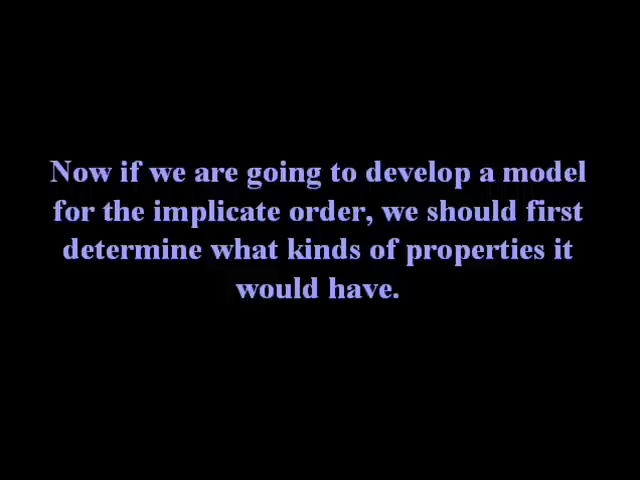 Now if we are going to develop a model
for the implicate order, we should first
determine what kinds of properties it
would have.